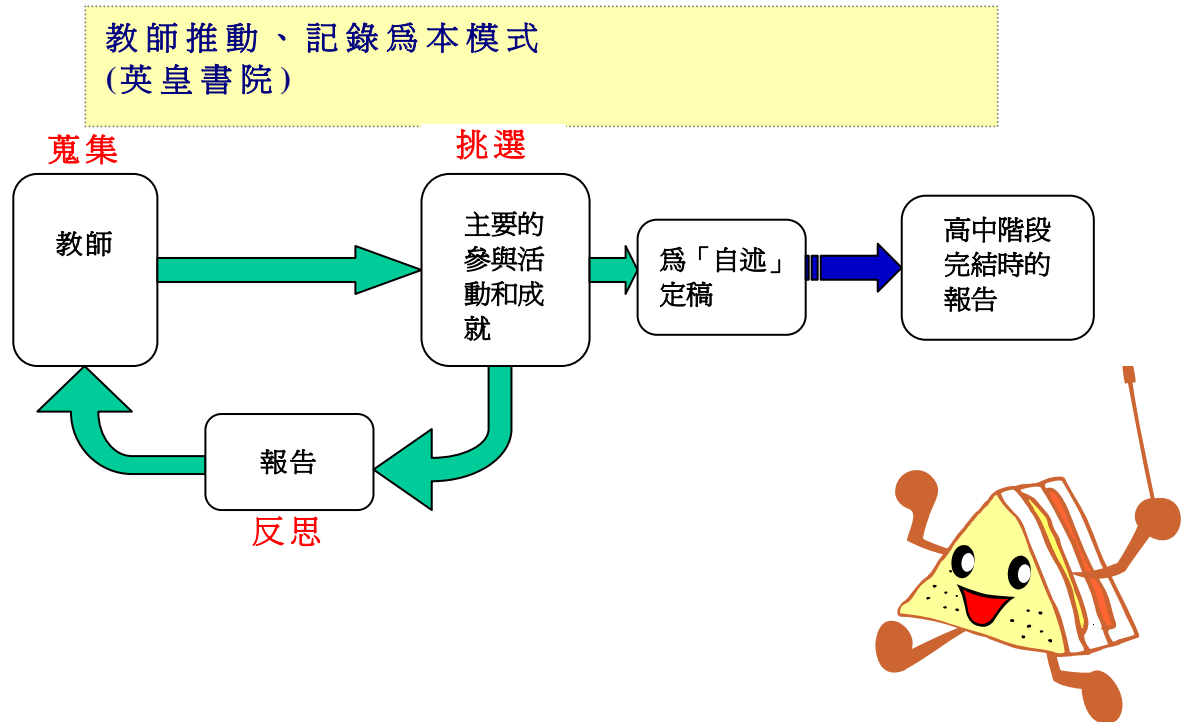 教師推動、記錄爲本模式
(英皇書院)
蒐集
挑選
教師
主要的
參與活
動和成
就
爲「自述」
定稿
高中階段
完結時的
報告
報告
反思